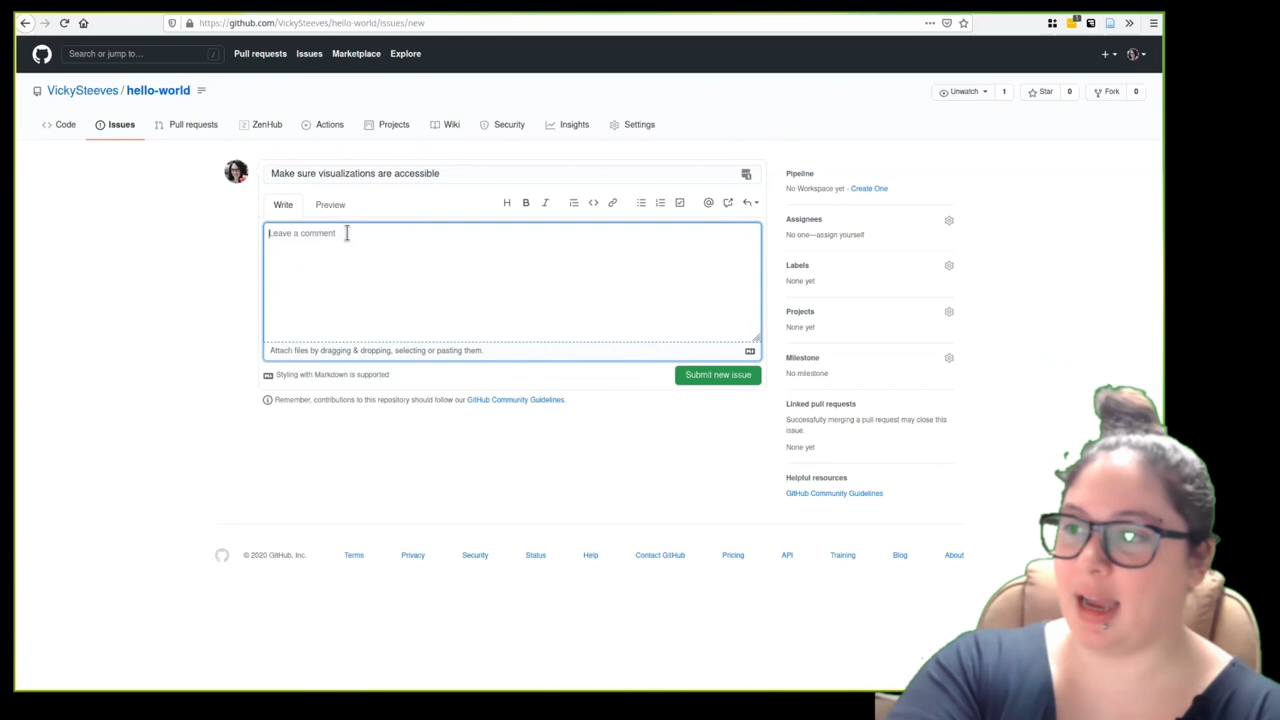 https://github.com/VickySteeves/hello-world/issues/new
Search or jump to… /
Pull requests Issues Marketplace Explore
VickySteeves / hello-world
Unwatch 1 Star 0 Fork 0
Code Issues Pull requests ZenHub Actions Projects Wiki Security Insights Settings
Make sure visualizations are accessible
Write Preview
Leave a comment
Attach files by dragging & dropping, selecting or pasting them.
Styling with Markdown is supported
Submit new issue
Remember, contributions to this repository should follow our GitHub Community Guidelines.
Pipeline
No Workspace yet - Create One
Assignees
No one—assign yourself
Labels
None yet
Projects
None yet
Milestone
No milestone
Linked pull requests
Successfully merging a pull request may close this
issue.
None yet
Helpful resources
GitHub Community Guidelines
© 2020 GitHub, Inc. Terms Privacy Security Status Help Contact GitHub Pricing API Training Blog About